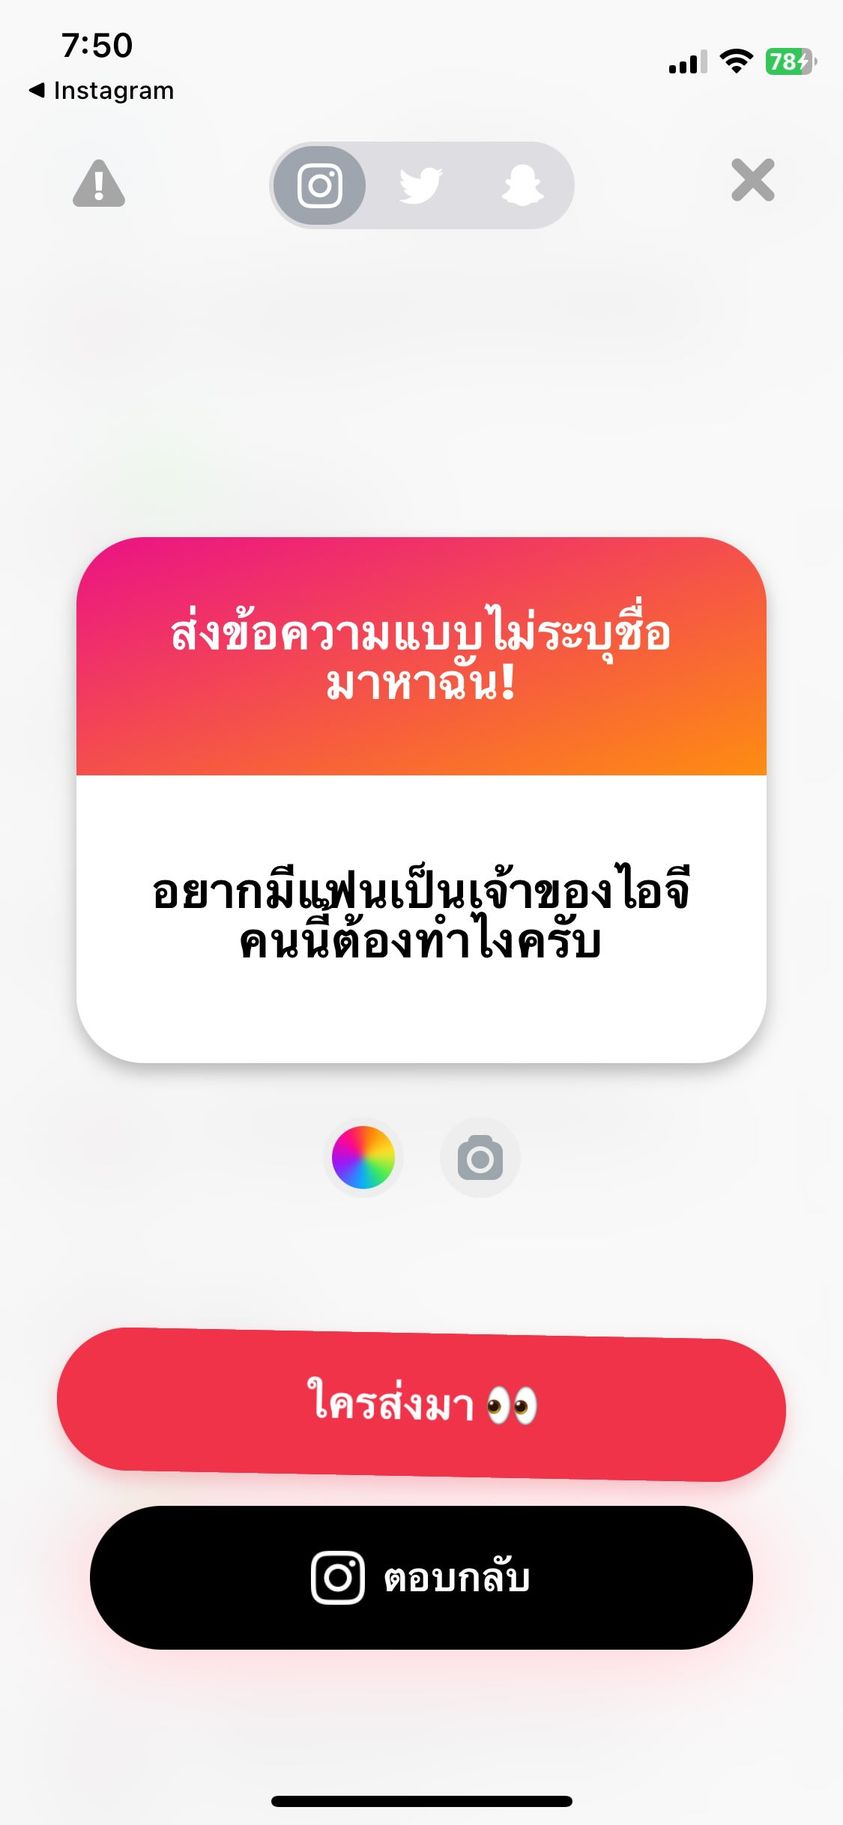 7:50
78
◀ Instagram
ส่งข้อความแบบไม่ระบุชื่อ
มาหาฉัน!
อยากมีแฟนเป็นเจ้าของไอจี
คนนี้ต้องทำไงครับ
ใครส่งมา 👀
ตอบกลับ